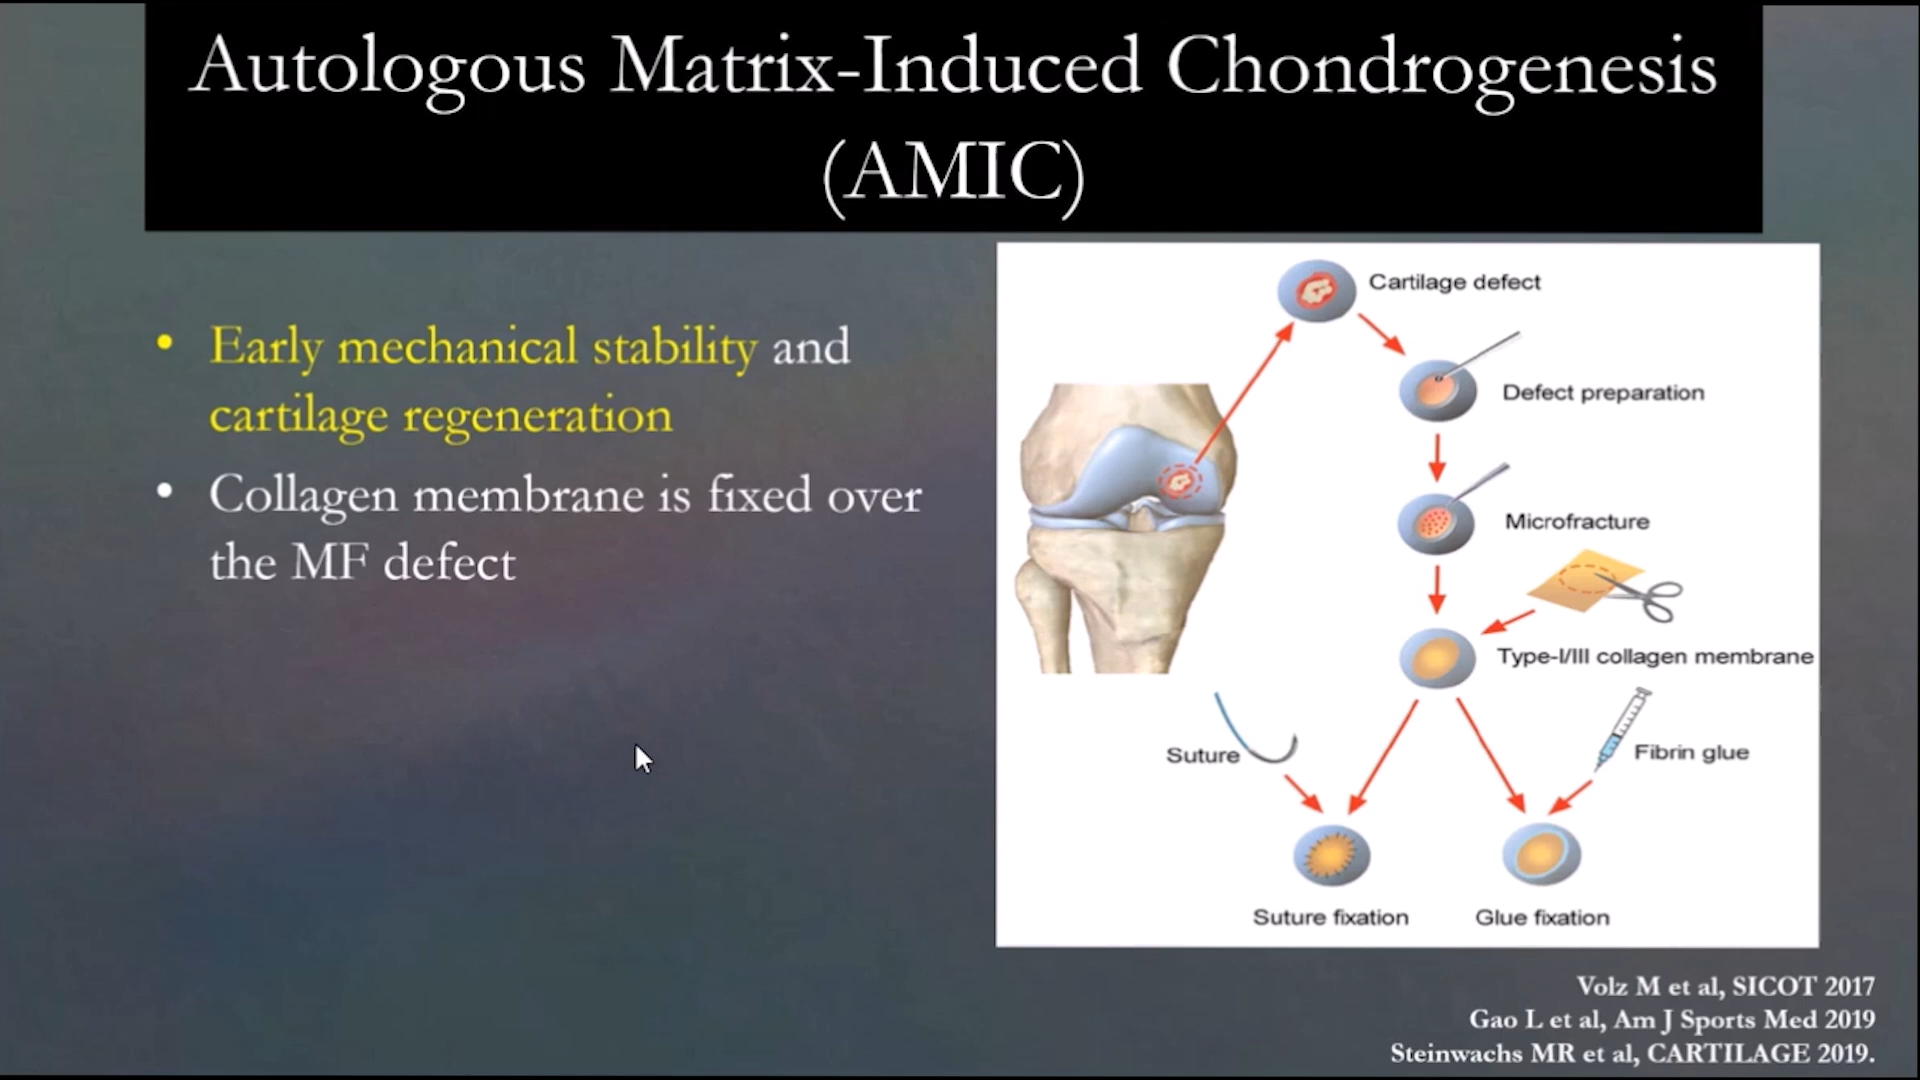 Autologous Matrix-Induced Chondrogenesis
(AMIC)
• Early mechanical stability and
cartilage regeneration
• Collagen membrane is fixed over
the MF defect
Cartilage defect
Defect preparation
Microfracture
Type-I/III collagen membrane
Suture
Fibrin glue
Suture fixation
Glue fixation
Volz M et al, SICOT 2017
Gao L et al, Am J Sports Med 2019
Steinwachs MR et al, CARTILAGE 2019.